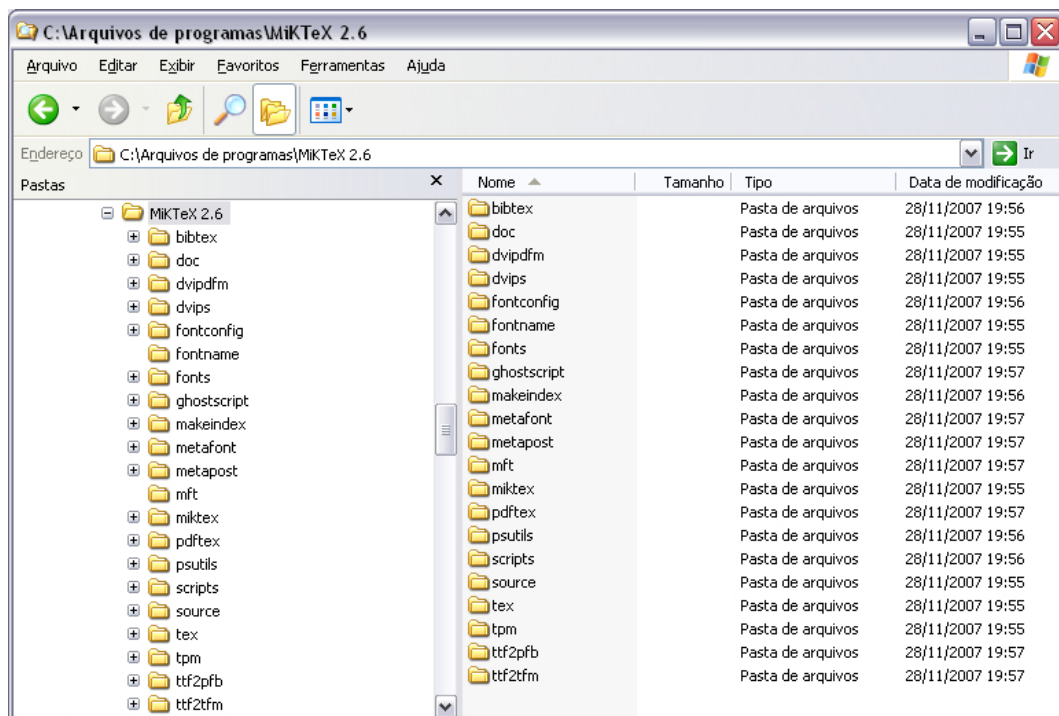 C:\Arquivos de programas\MiKTeX 2.6
Arquivo Editar Exibir Favoritos Ferramentas Ajuda
Endereço C:\Arquivos de programas\MiKTeX 2.6 Ir
Pastas
MiKTeX 2.6
bibtex
doc
dvipdfm
dvips
fontconfig
fontname
fonts
ghostscript
makeindex
metafont
metapost
mft
miktex
pdftex
psutils
scripts
source
tex
tpm
ttf2pfb
ttf2tfm
Nome Tamanho Tipo Data de modificação
bibtex Pasta de arquivos 28/11/2007 19:56
doc Pasta de arquivos 28/11/2007 19:55
dvipdfm Pasta de arquivos 28/11/2007 19:55
dvips Pasta de arquivos 28/11/2007 19:55
fontconfig Pasta de arquivos 28/11/2007 19:56
fontname Pasta de arquivos 28/11/2007 19:55
fonts Pasta de arquivos 28/11/2007 19:55
ghostscript Pasta de arquivos 28/11/2007 19:57
makeindex Pasta de arquivos 28/11/2007 19:56
metafont Pasta de arquivos 28/11/2007 19:57
metapost Pasta de arquivos 28/11/2007 19:57
mft Pasta de arquivos 28/11/2007 19:57
miktex Pasta de arquivos 28/11/2007 19:55
pdftex Pasta de arquivos 28/11/2007 19:57
psutils Pasta de arquivos 28/11/2007 19:56
scripts Pasta de arquivos 28/11/2007 19:56
source Pasta de arquivos 28/11/2007 19:55
tex Pasta de arquivos 28/11/2007 19:55
tpm Pasta de arquivos 28/11/2007 19:55
ttf2pfb Pasta de arquivos 28/11/2007 19:57
ttf2tfm Pasta de arquivos 28/11/2007 19:57